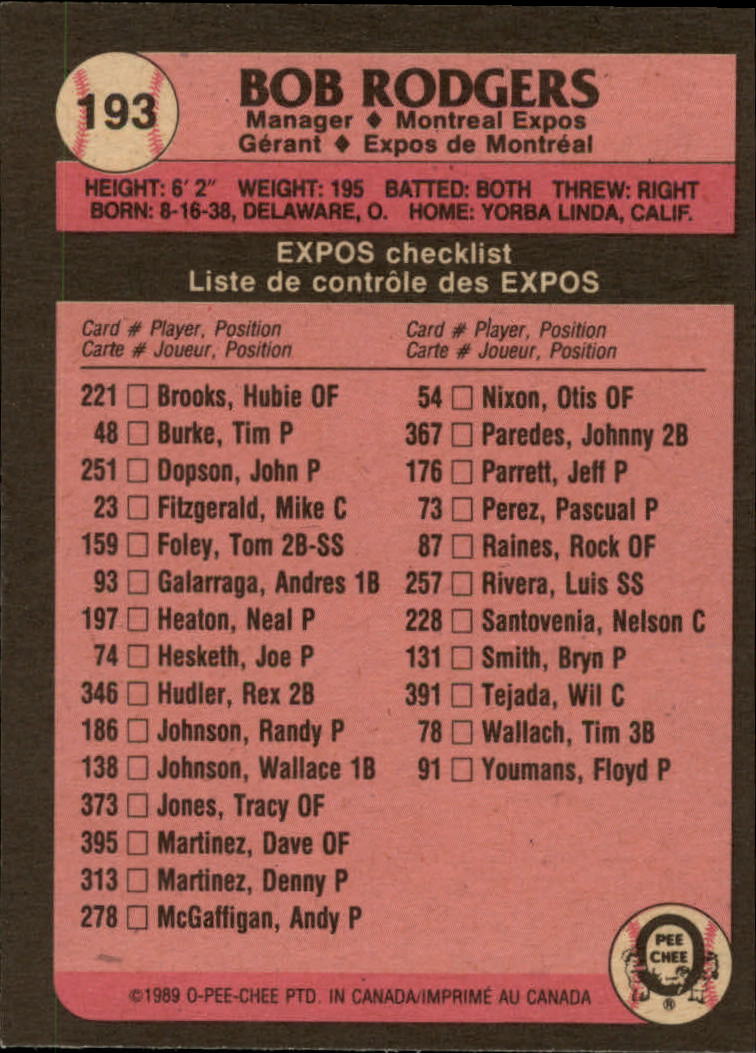 193
BOB RODGERS
Manager ♦ Montreal Expos
Gérant ♦ Expos de Montréal
HEIGHT: 6' 2" WEIGHT: 195 BATTED: BOTH THREW: RIGHT
BORN: 8-16-38, DELAWARE, O. HOME: YORBA LINDA, CALIF.
EXPOS checklist
Liste de contrôle des EXPOS
Card # Player, Position
Carte # Joueur, Position
221 □ Brooks, Hubie OF
48 □ Burke, Tim P
251 □ Dopson, John P
23 □ Fitzgerald, Mike C
159 □ Foley, Tom 2B-SS
93 □ Galarraga, Andres 1B
197 □ Heaton, Neal P
74 □ Hesketh, Joe P
346 □ Hudler, Rex 2B
186 □ Johnson, Randy P
138 □ Johnson, Wallace 1B
373 □ Jones, Tracy OF
395 □ Martinez, Dave OF
313 □ Martinez, Denny P
278 □ McGaffigan, Andy P
Card # Player, Position
Carte # Joueur, Position
54 □ Nixon, Otis OF
367 □ Paredes, Johnny 2B
176 □ Parrett, Jeff P
73 □ Perez, Pascual P
87 □ Raines, Rock OF
257 □ Rivera, Luis SS
228 □ Santovenia, Nelson C
131 □ Smith, Bryn P
391 □ Tejada, Wil C
78 □ Wallach, Tim 3B
91 □ Youmans, Floyd P
O
PEE
CHEE
®
©1989 O-PEE-CHEE PTD. IN CANADA/IMPRIMÉ AU CANADA